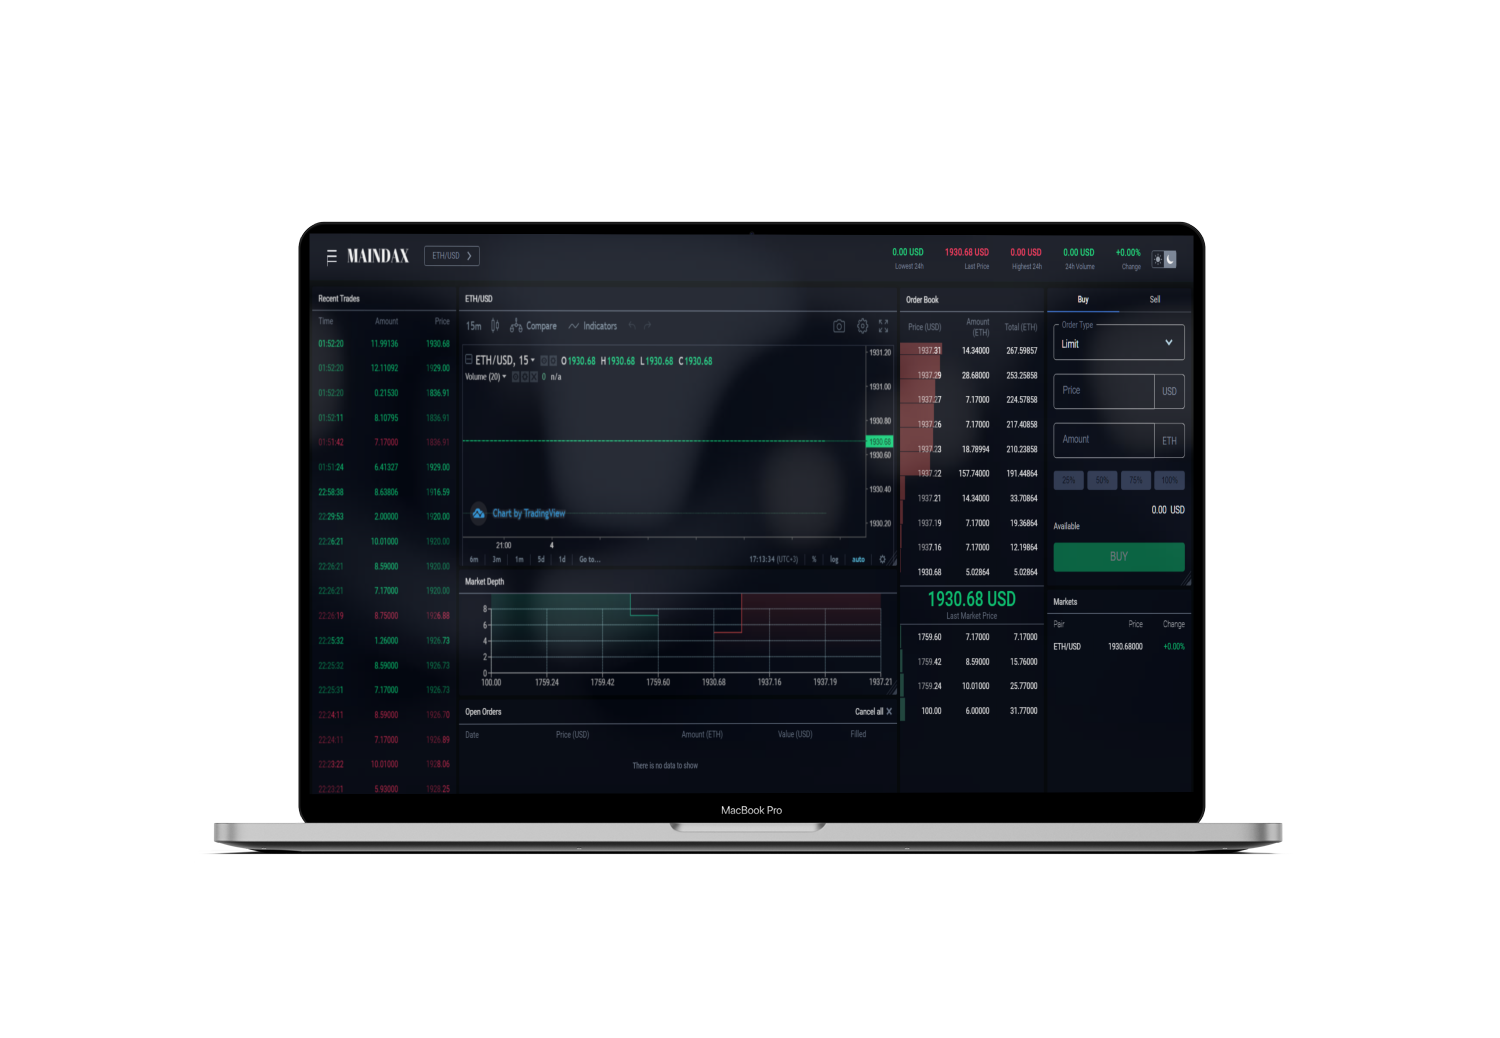 MAINDAX
ETH/USD
0.00 USD 1930.68 USD 0.00 USD 0.00 USD +0.00%
Lowest 24h Last Price Highest 24h 24h Volume Change
Recent Trades
Time Amount Price
01:52:20 11.99136 1930.68
01:52:20 12.11092 1929.00
01:52:20 0.21530 1836.91
01:52:11 8.10795 1836.91
01:51:42 7.17000 1836.91
01:51:24 6.41327 1929.00
22:58:38 8.63806 1916.59
22:29:53 2.00000 1920.00
22:26:21 10.01000 1920.00
22:26:21 8.59000 1920.00
22:26:21 7.17000 1920.00
22:26:19 8.75000 1926.88
22:25:32 1.26000 1926.73
22:25:32 8.59000 1926.73
22:25:31 7.17000 1926.73
22:24:11 8.59000 1926.70
22:24:11 7.17000 1926.89
22:23:22 10.01000 1928.06
22:23:21 5.93000 1928.25
ETH/USD
15m Compare Indicators
ETH/USD, 15 O1930.68 H1930.68 L1930.68 C1930.68
Volume (20) 0 n/a
1931.20
1931.00
1930.80
1930.68
1930.60
1930.40
1930.20
Chart by TradingView
21:00 4
6m 3m 1m 5d 1d Go to... 17:13:34 (UTC+3) % log auto
Market Depth
8
6
4
2
0
100.00 1759.24 1759.42 1759.60 1930.68 1937.16 1937.19 1937.21
Open Orders Cancel all
Date Price (USD) Amount (ETH) Value (USD) Filled
There is no data to show
Order Book
Price (USD) Amount (ETH) Total (ETH)
1937.31 14.34000 267.59857
1937.29 28.68000 253.25858
1937.27 7.17000 224.57858
1937.26 7.17000 217.40858
1937.23 18.78994 210.23858
1937.22 157.74000 191.44864
1937.21 14.34000 33.70864
1937.19 7.17000 19.36864
1937.16 7.17000 12.19864
1930.68 5.02864 5.02864
1930.68 USD
Last Market Price
1759.60 7.17000 7.17000
1759.42 8.59000 15.76000
1759.24 10.01000 25.77000
100.00 6.00000 31.77000
Buy Sell
Order Type
Limit
Price USD
Amount ETH
25% 50% 75% 100%
0.00 USD
Available
BUY
Markets
Pair Price Change
ETH/USD 1930.68000 +0.00%
MacBook Pro